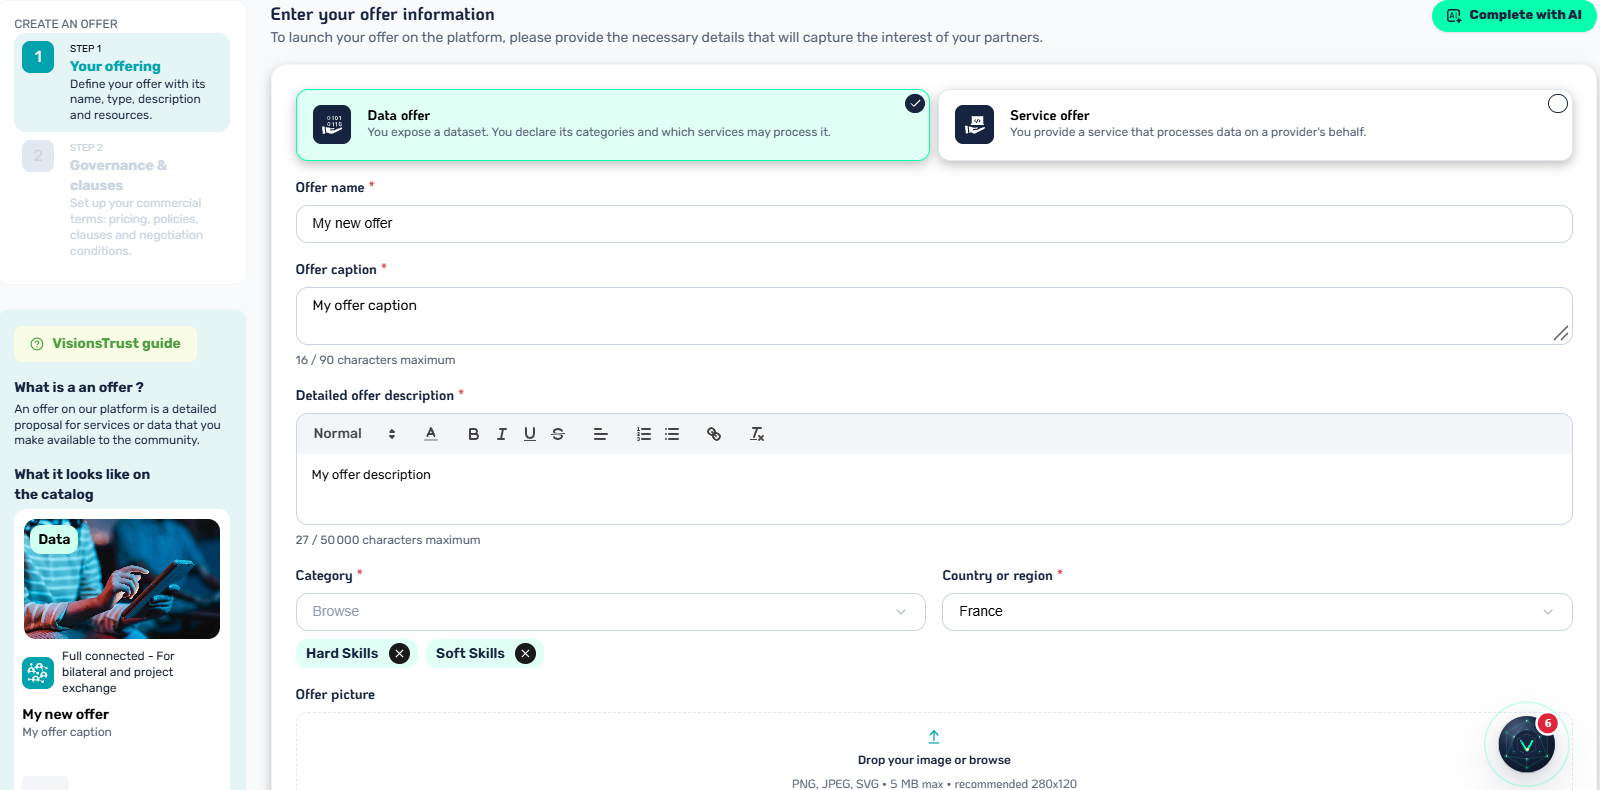 CREATE AN OFFER
1
STEP 1
Your offering
Define your offer with its
name, type, description
and resources.
2
STEP 2
Governance &
clauses
Set up your commercial
terms: pricing, policies,
clauses and negotiation
conditions.
VisionsTrust guide
What is a an offer ?
An offer on our platform is a detailed
proposal for services or data that you
make available to the community.
What it looks like on
the catalog
Data
Full connected - For
bilateral and project
exchange
My new offer
My offer caption
Enter your offer information
To launch your offer on the platform, please provide the necessary details that will capture the interest of your partners.
AI
Complete with AI
0101
0110
Data offer
You expose a dataset. You declare its categories and which services may process it.
Service offer
You provide a service that processes data on a provider's behalf.
Offer name *
My new offer
Offer caption *
My offer caption
16 / 90 characters maximum
Detailed offer description *
Normal
A B I U S
My offer description
27 / 50 000 characters maximum
Category *
Browse
Hard Skills
Soft Skills
Country or region *
France
Offer picture
Drop your image or browse
PNG, JPEG, SVG • 5 MB max • recommended 280x120
6